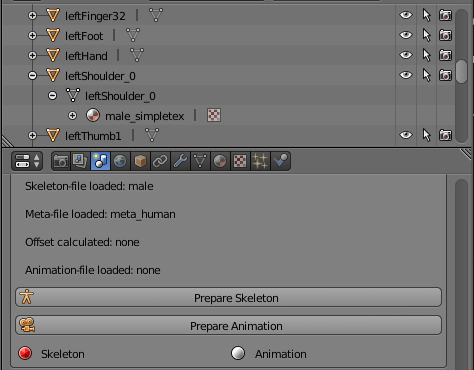 leftFinger32
leftFoot
leftHand
leftShoulder_0
leftShoulder_0
male_simpletex
leftThumb1
Skeleton-file loaded: male
Meta-file loaded: meta_human
Offset calculated: none
Animation-file loaded: none
Prepare Skeleton
Prepare Animation
Skeleton Animation